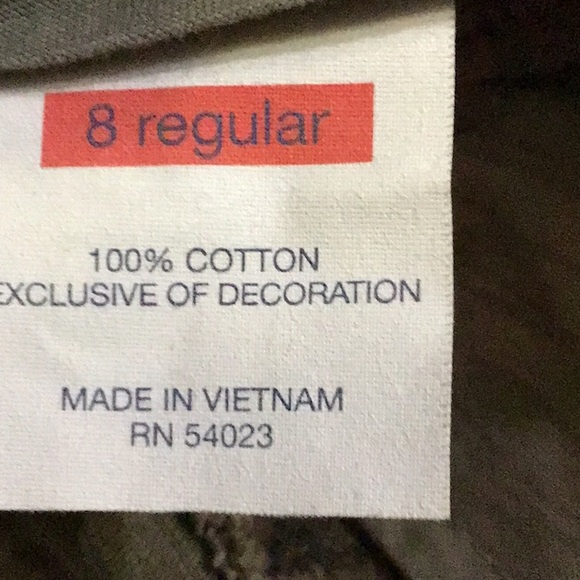 8 regular
100% COTTON
EXCLUSIVE OF DECORATION
MADE IN VIETNAM
RN 54023